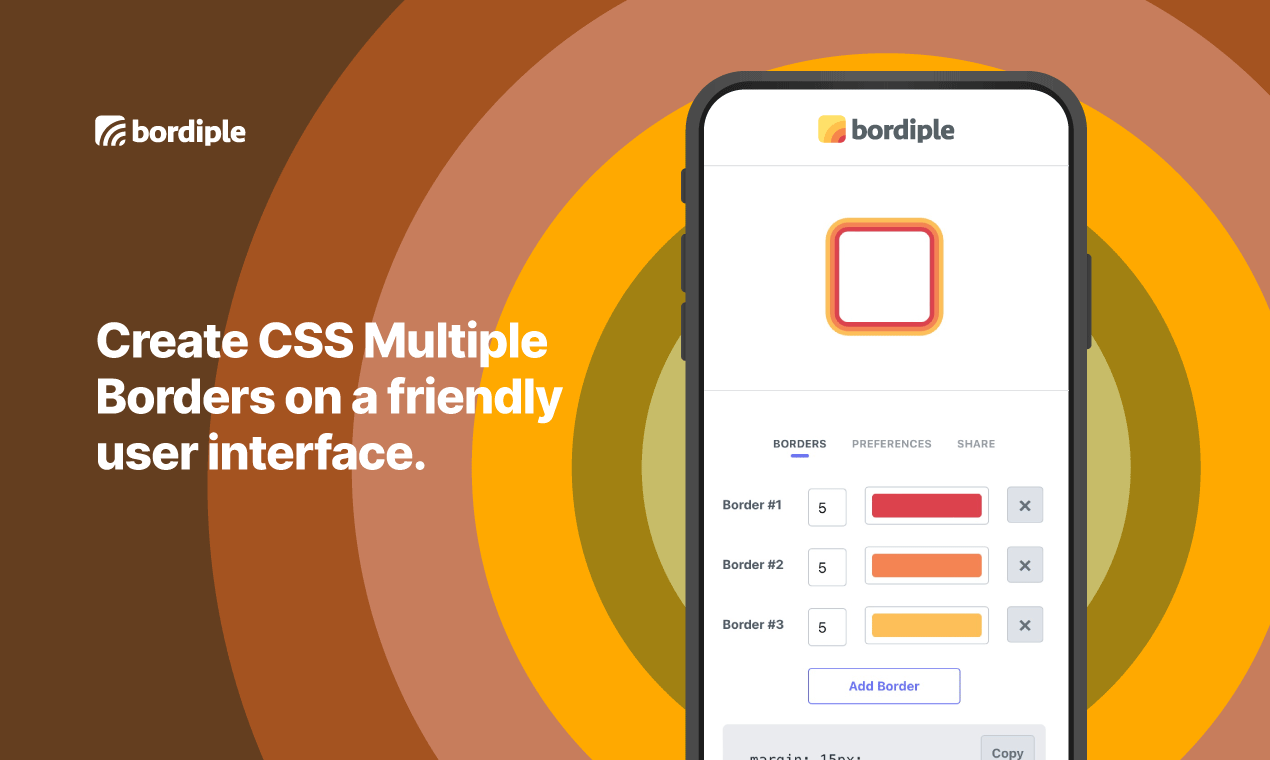 bordiple
Create CSS Multiple
Borders on a friendly
user interface.
bordiple
BORDERS PREFERENCES SHARE
Border #1 5
Border #2 5
Border #3 5
Add Border
Copy
margin: 15px;